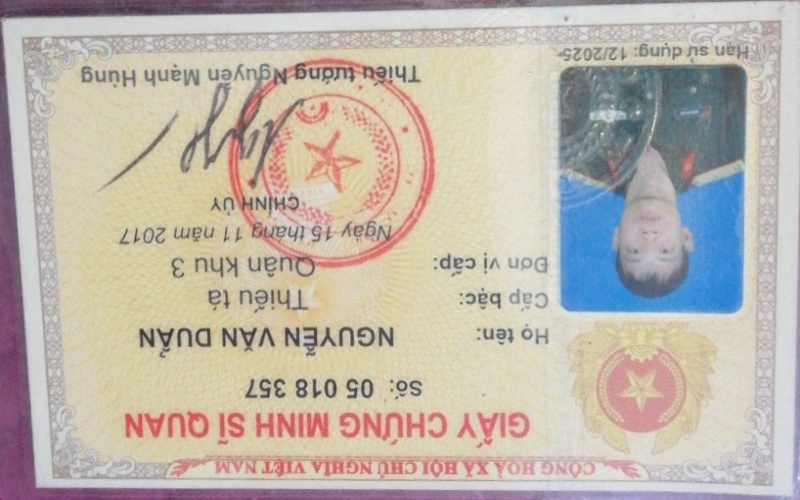 CỘNG HOÀ XÃ HỘI CHỦ NGHĨA VIỆT NAM
GIẤY CHỨNG MINH SĨ QUAN
Số: 05 018 357
Họ tên: NGUYỄN VĂN DUẨN
Cấp bậc: Thiếu tá
Đơn vị cấp: Quân khu 3
Ngày 15 tháng 11 năm 2017
CHÍNH ỦY
Thiếu tướng Nguyễn Mạnh Hùng
Hạn sử dụng: 12/2025